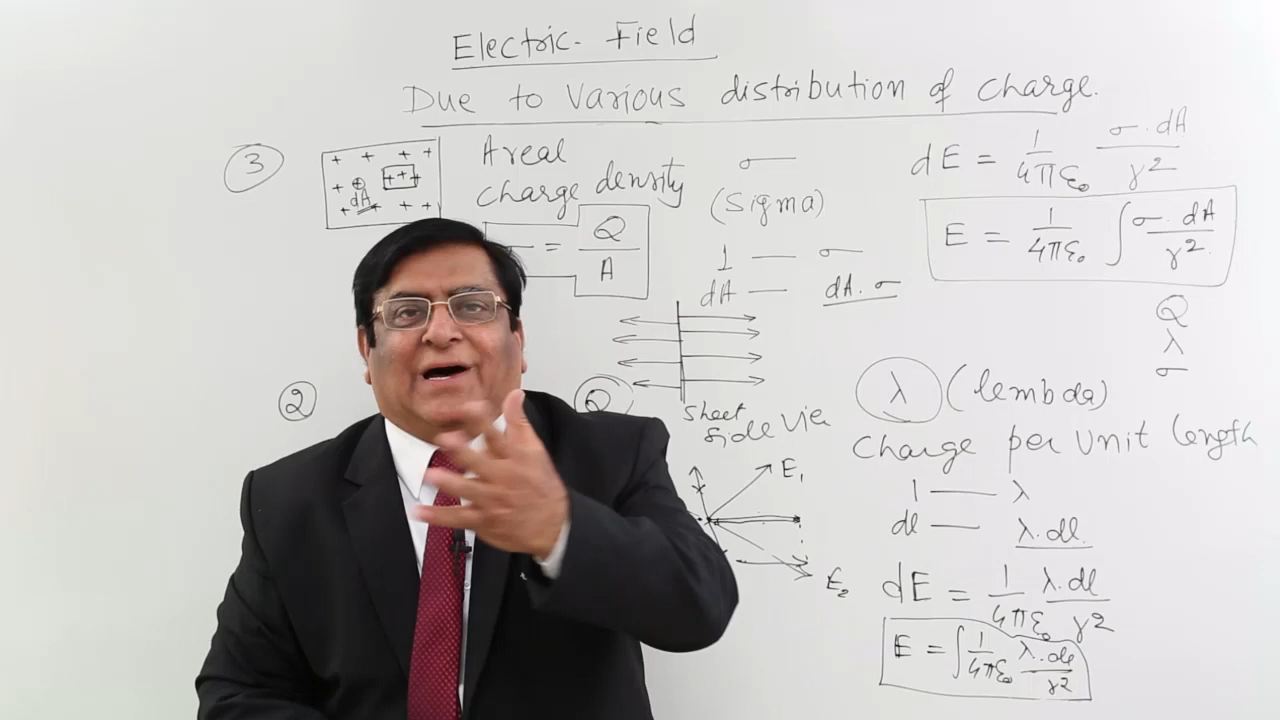 Electric- Field
Due to Various distribution of Charge.
3
+ + + +
+ + + + +
dA
+ + + + +
Areal
charge density
= Q/A
σ
(Sigma)
1 — σ
dA — dA.σ
dE = 1/4πε₀ σ.dA/r²
E = 1/4πε₀ ∫ σ.dA/r²
Q
λ
σ
2
Q
Sheet
Side Vie
E₁
E₂
λ (lembda)
Charge per Unit length
1 — λ
dl — λ.dl.
dE = 1/4πε₀ λ.dl/r²
E = ∫ 1/4πε₀ λ.dl/r²